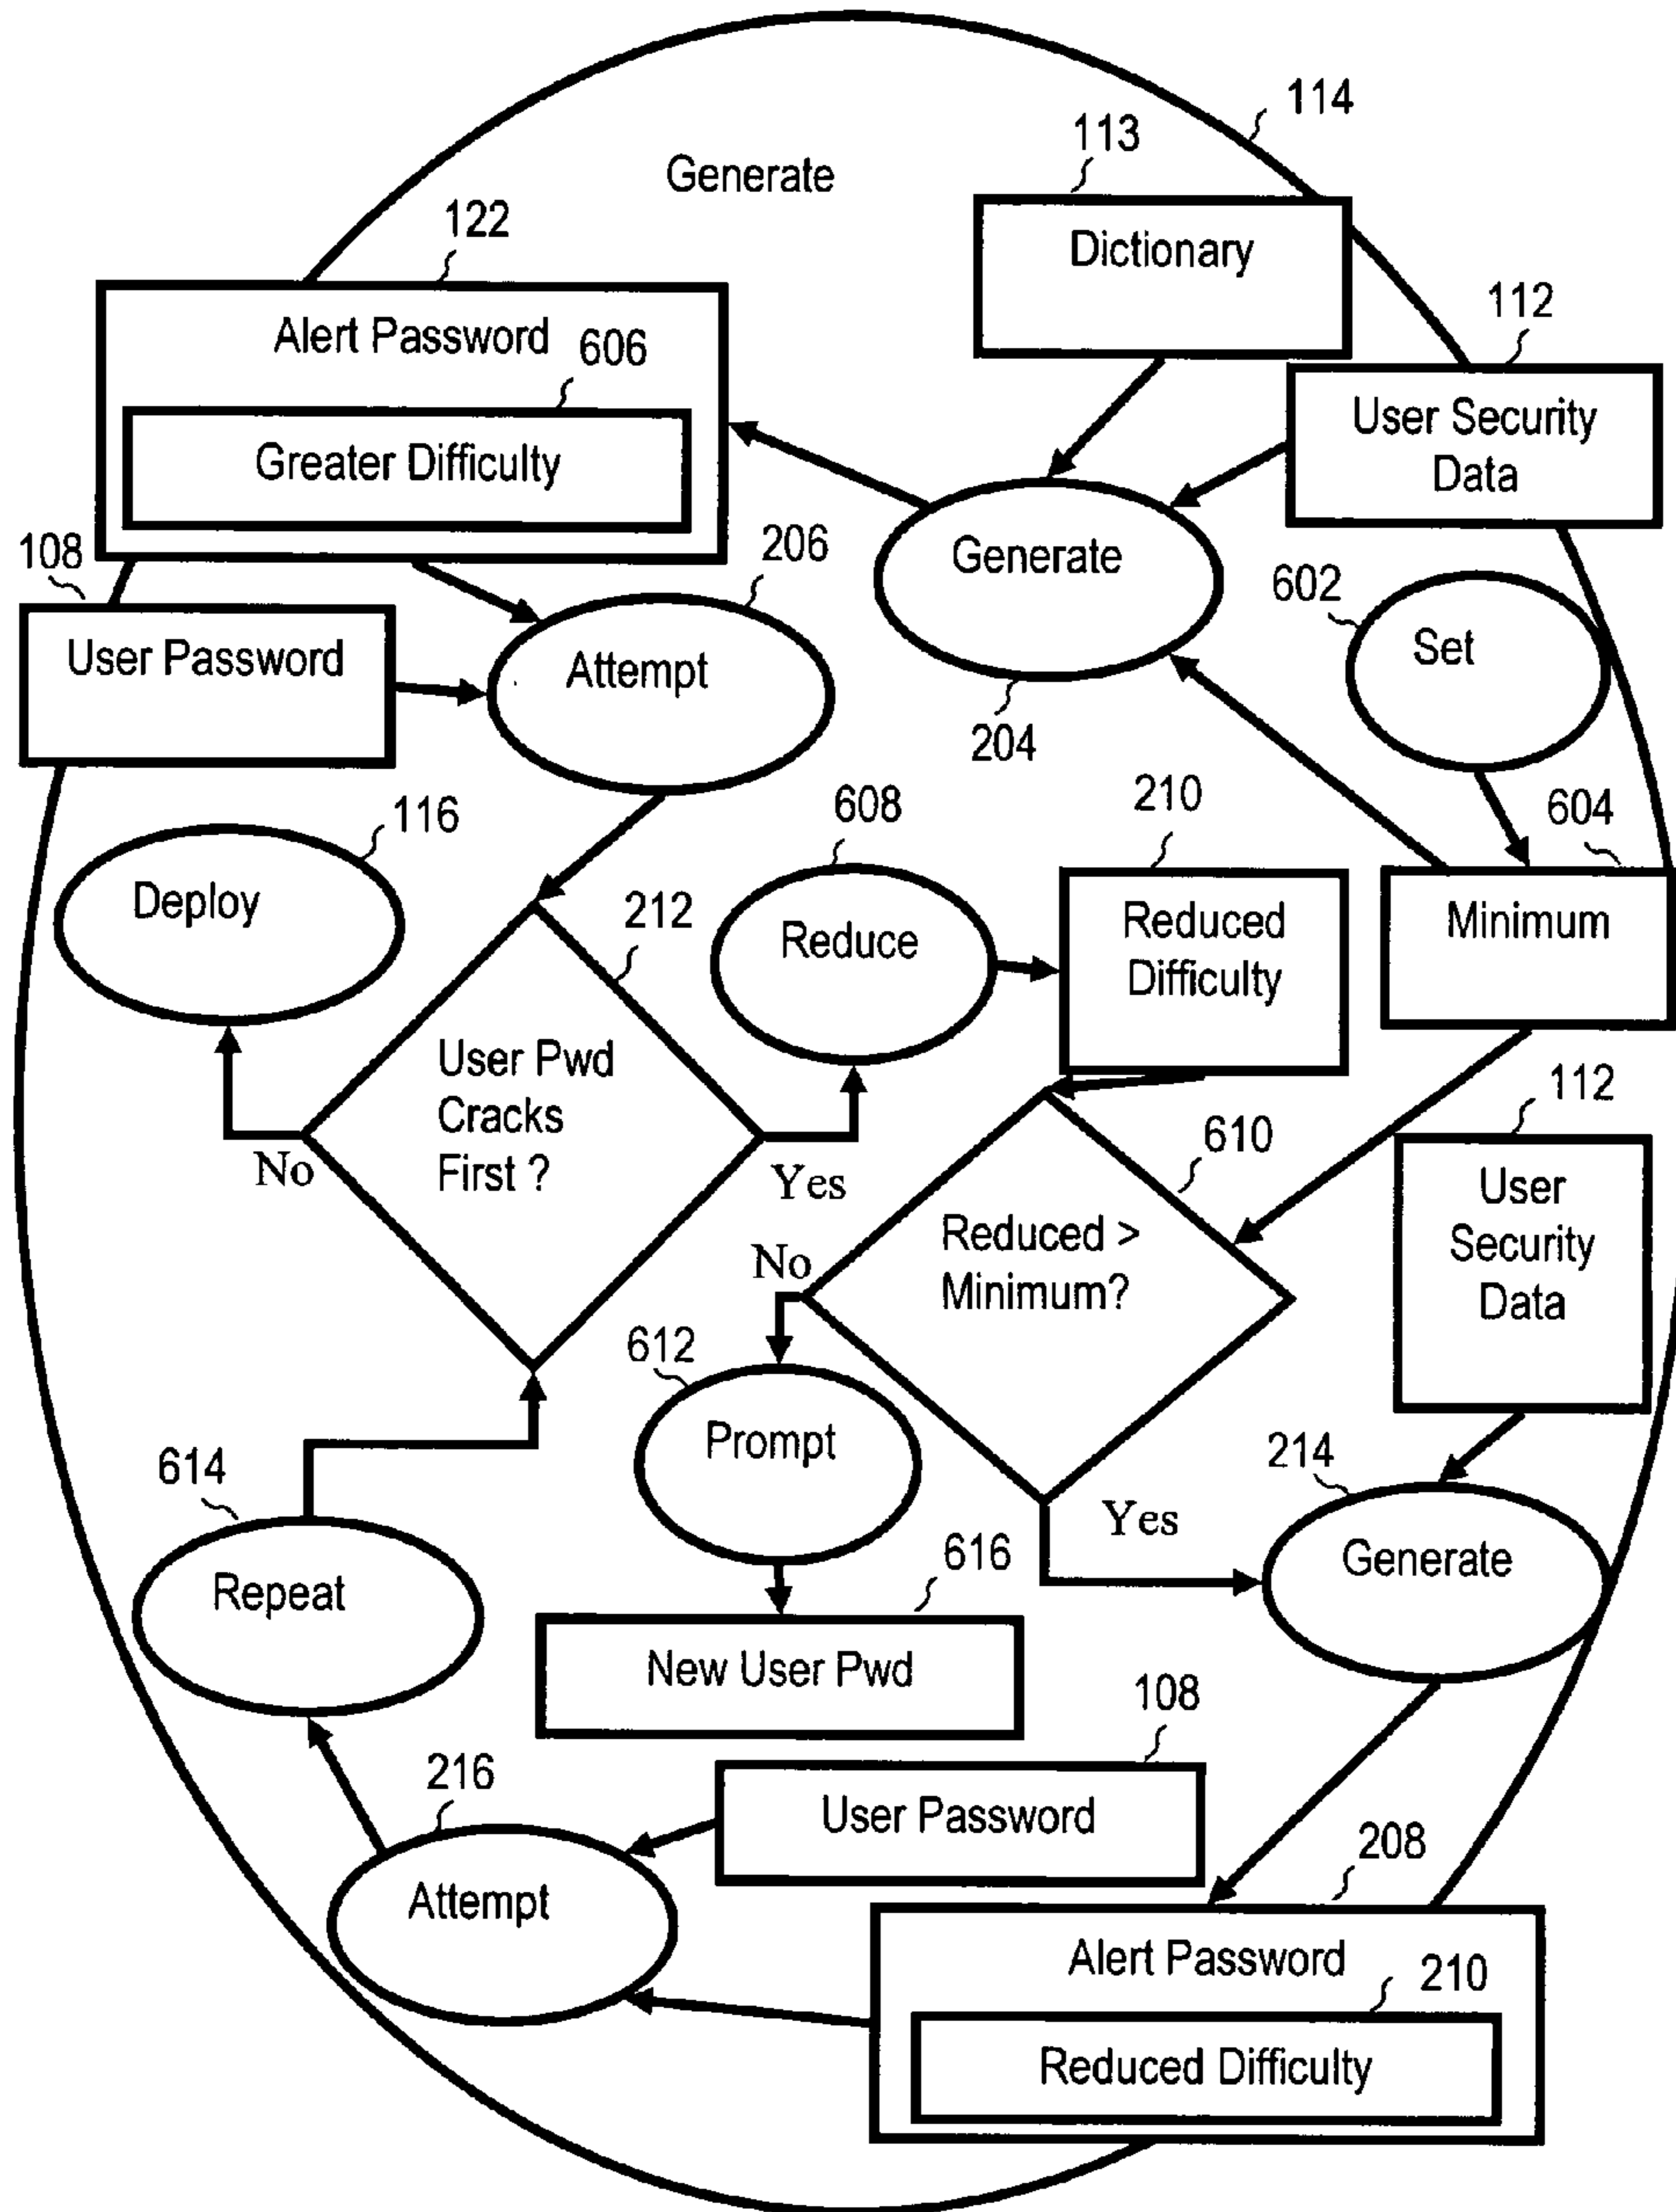 114
113
Generate
122
Dictionary
112
Alert Password
606
User Security
Data
Greater Difficulty
108
206
Generate
602
User Password
Attempt
Set
204
210
604
116
608
Deploy
212
Reduce
Reduced
Difficulty
Minimum
User Pwd
Cracks
First ?
112
610
No
Yes
User
Security
Data
Reduced >
Minimum?
No
612
Prompt
214
614
Yes
Generate
616
Repeat
New User Pwd
108
216
User Password
208
Attempt
Alert Password
210
Reduced Difficulty